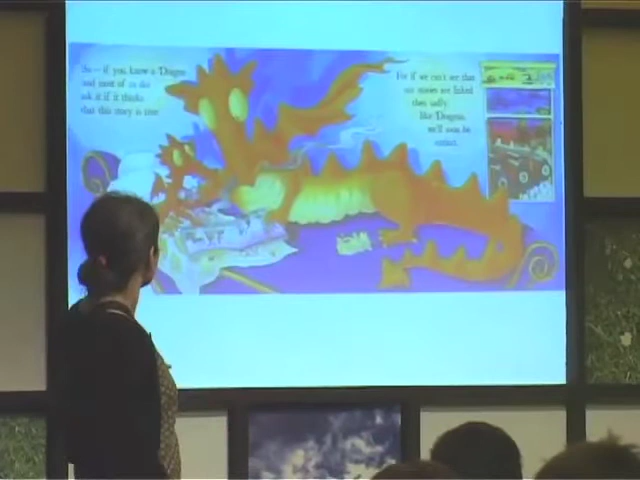 So — if you know a Dragon
and most of us do
ask it if it thinks
that this story is true.
For if we can't see that
our stories are linked
then sadly,
like Dragons,
we'll soon be
extinct.